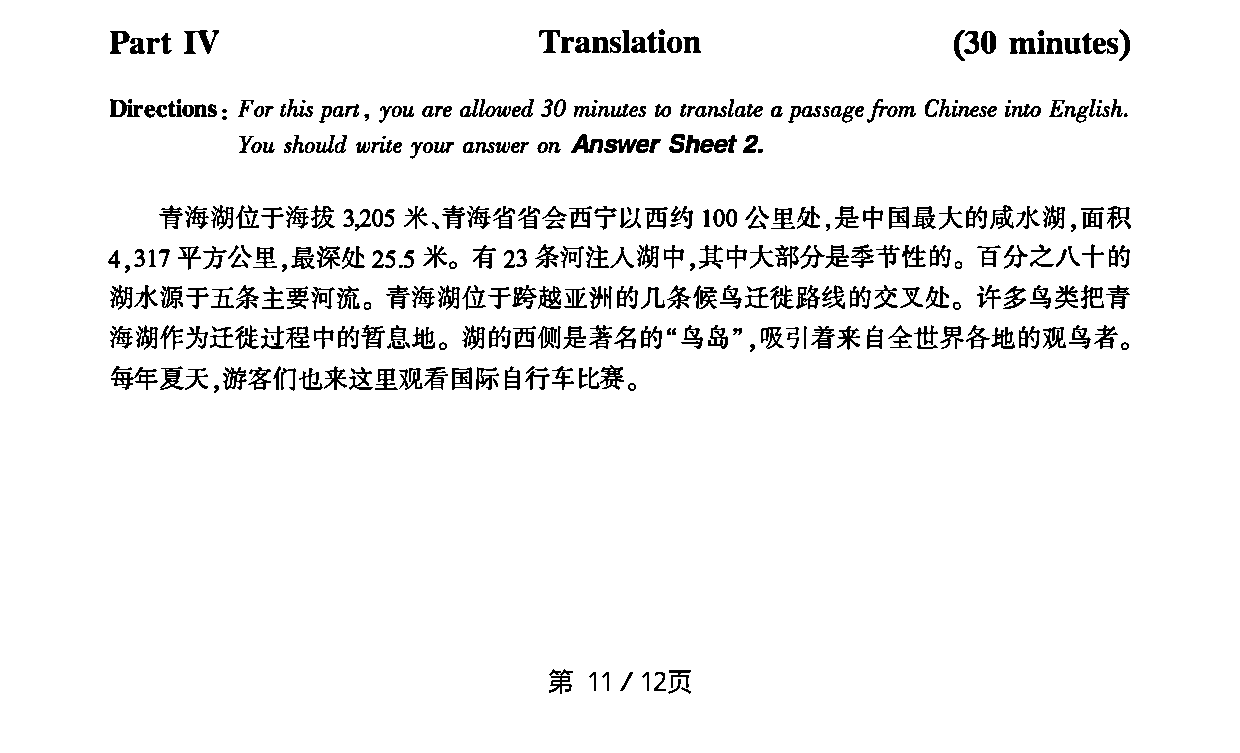 Part IV Translation (30 minutes)
Directions: For this part, you are allowed 30 minutes to translate a passage from Chinese into English.
You should write your answer on Answer Sheet 2.
青海湖位于海拔 3,205 米、青海省省会西宁以西约 100 公里处,是中国最大的咸水湖,面积
4,317 平方公里,最深处 25.5 米。有 23 条河注入湖中,其中大部分是季节性的。百分之八十的
湖水源于五条主要河流。青海湖位于跨越亚洲的几条候鸟迁徙路线的交叉处。许多鸟类把青
海湖作为迁徙过程中的暂息地。湖的西侧是著名的“鸟岛”,吸引着来自全世界各地的观鸟者。
每年夏天,游客们也来这里观看国际自行车比赛。
第 11 / 12页